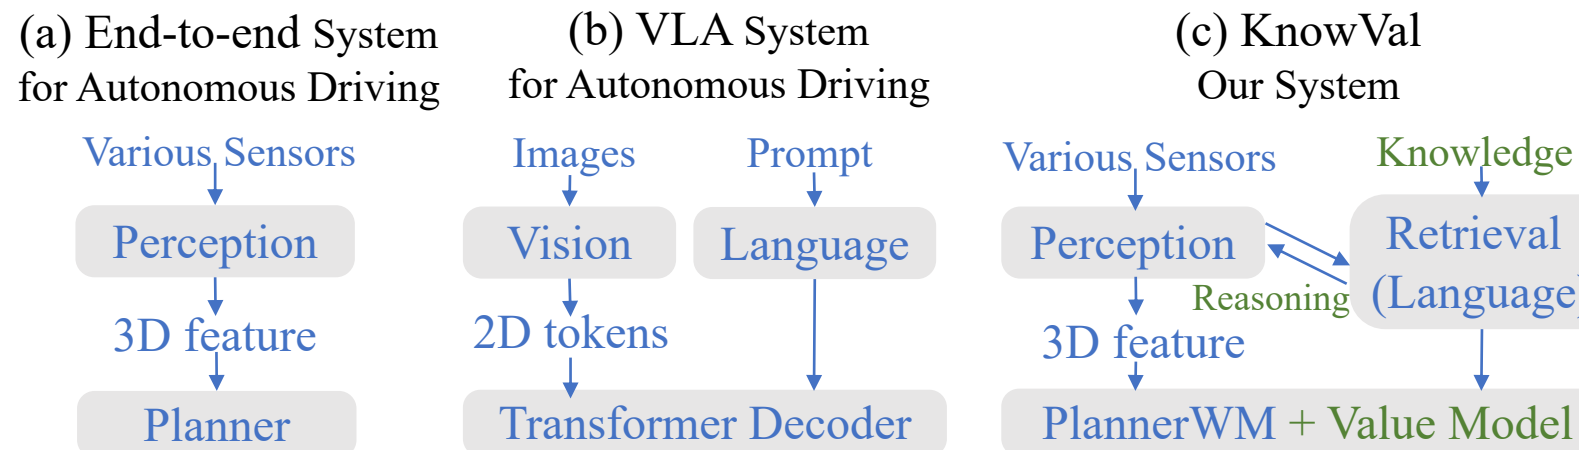 (a) End-to-end System
for Autonomous Driving
Various Sensors
Perception
3D feature
Planner
(b) VLA System
for Autonomous Driving
Images
Prompt
Vision
Language
2D tokens
Transformer Decoder
(c) KnowVal
Our System
Various Sensors
Knowledge
Perception
Retrieval
(Language)
Reasoning
3D feature
PlannerWM + Value Model